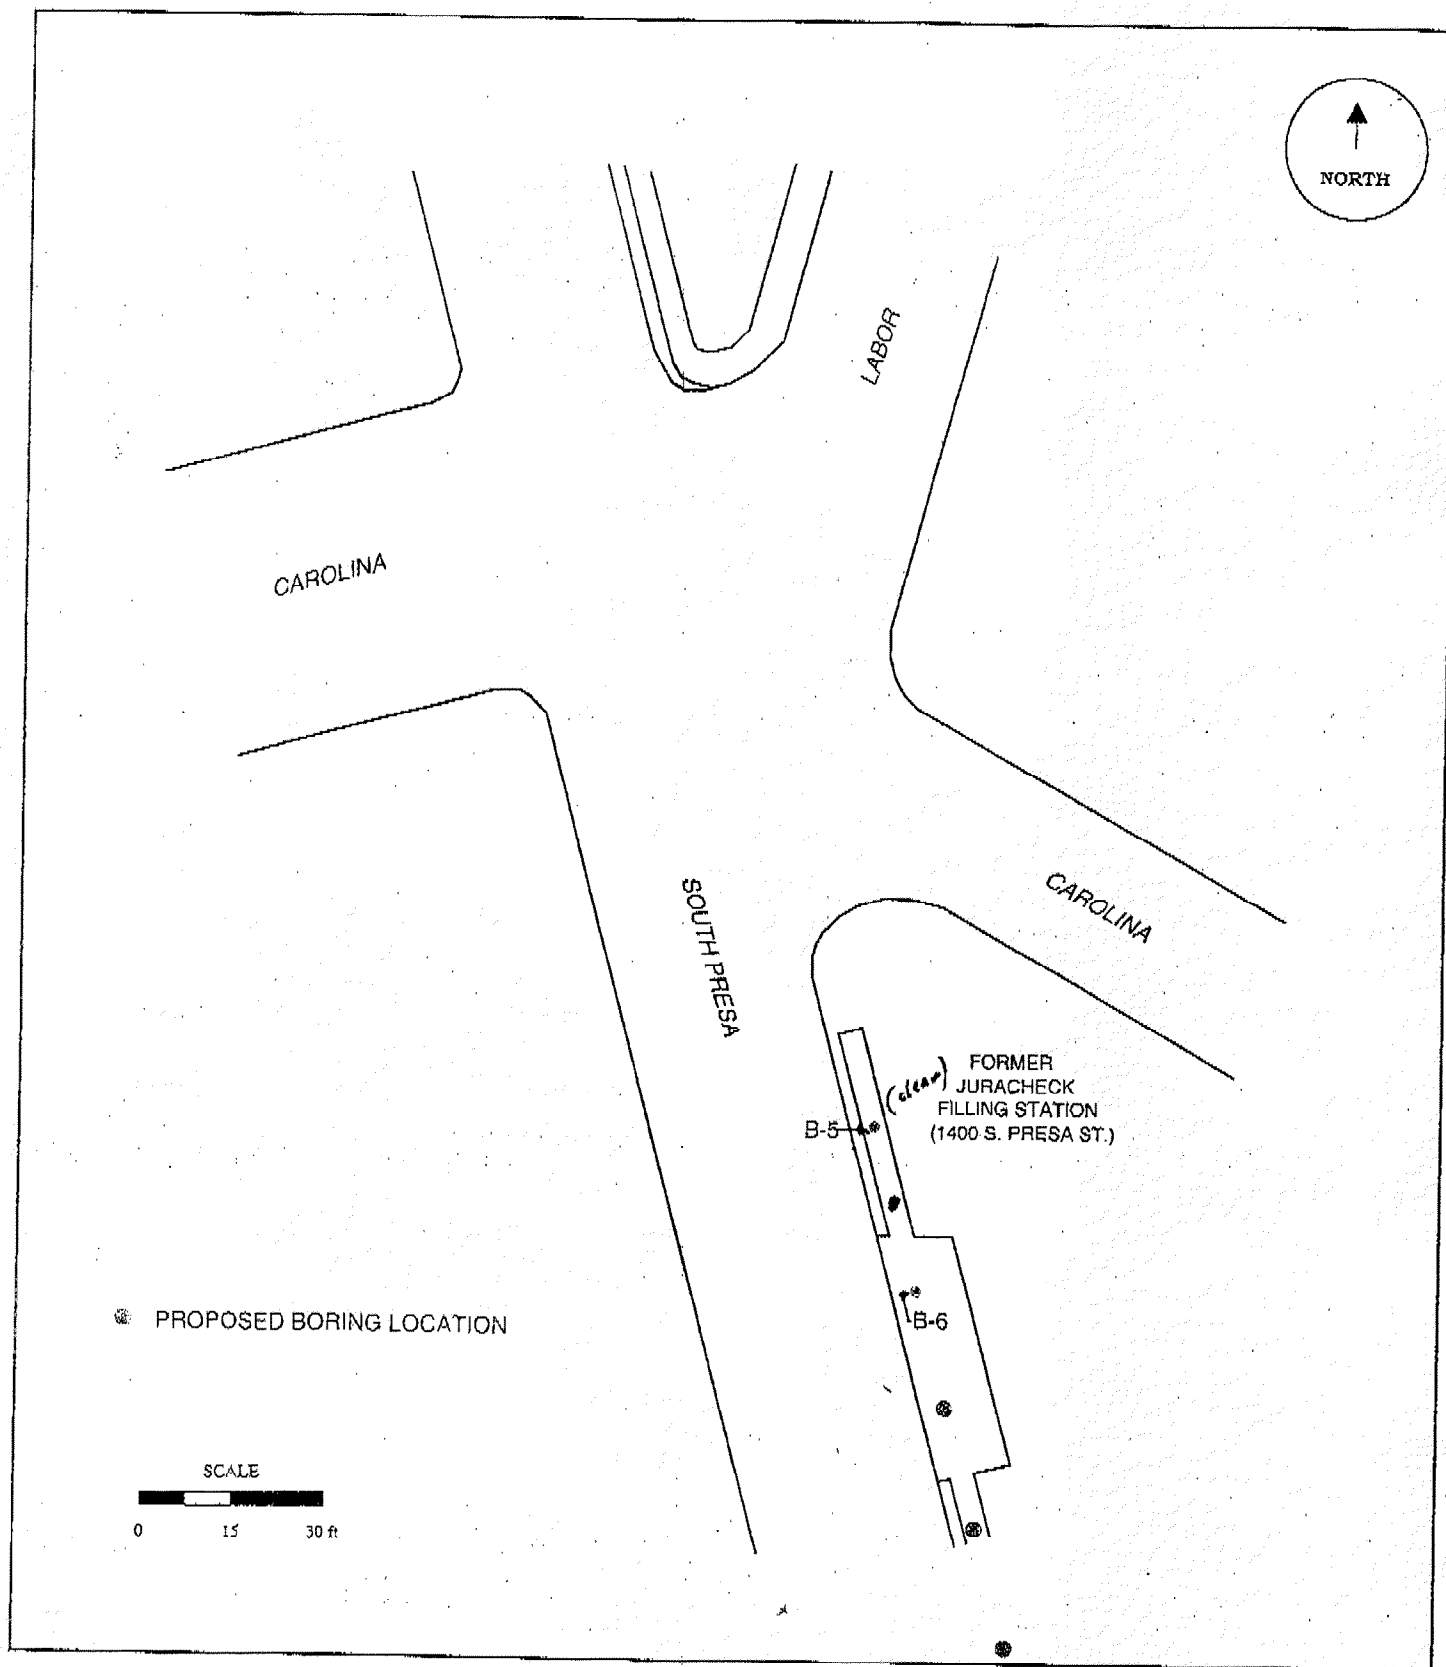 NORTH
LABOR
CAROLINA
CAROLINA
SOUTH PRESA
FORMER
JURACHECK
FILLING STATION
(1400 S. PRESA ST.)
B-5
B-6
PROPOSED BORING LOCATION
SCALE
0 15 30 ft